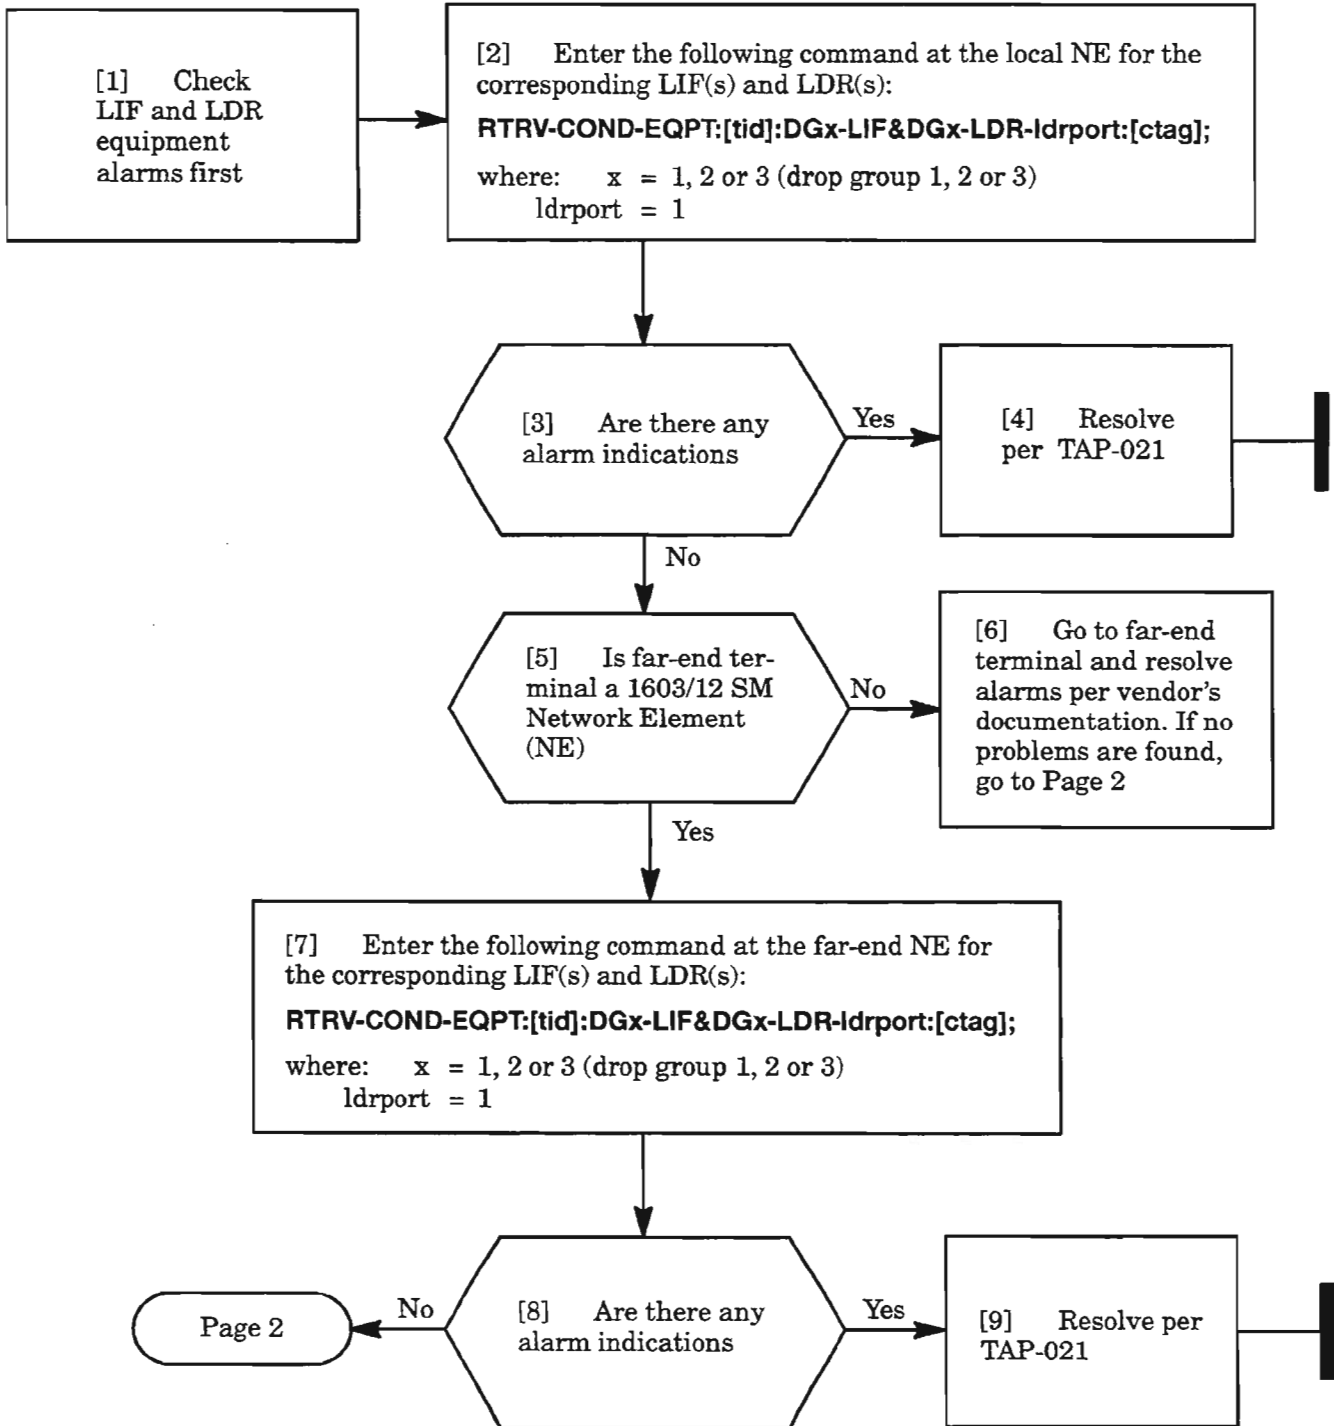 [1] Check
LIF and LDR
equipment
alarms first
[2] Enter the following command at the local NE for the
corresponding LIF(s) and LDR(s):
RTRV-COND-EQPT:[tid]:DGx-LIF&DGx-LDR-ldrport:[ctag];
where: x = 1, 2 or 3 (drop group 1, 2 or 3)
ldrport = 1
[3] Are there any
alarm indications
Yes
[4] Resolve
per TAP-021
No
[5] Is far-end ter-
minal a 1603/12 SM
Network Element
(NE)
No
[6] Go to far-end
terminal and resolve
alarms per vendor's
documentation. If no
problems are found,
go to Page 2
Yes
[7] Enter the following command at the far-end NE for
the corresponding LIF(s) and LDR(s):
RTRV-COND-EQPT:[tid]:DGx-LIF&DGx-LDR-ldrport:[ctag];
where: x = 1, 2 or 3 (drop group 1, 2 or 3)
ldrport = 1
[8] Are there any
alarm indications
No
Page 2
Yes
[9] Resolve per
TAP-021